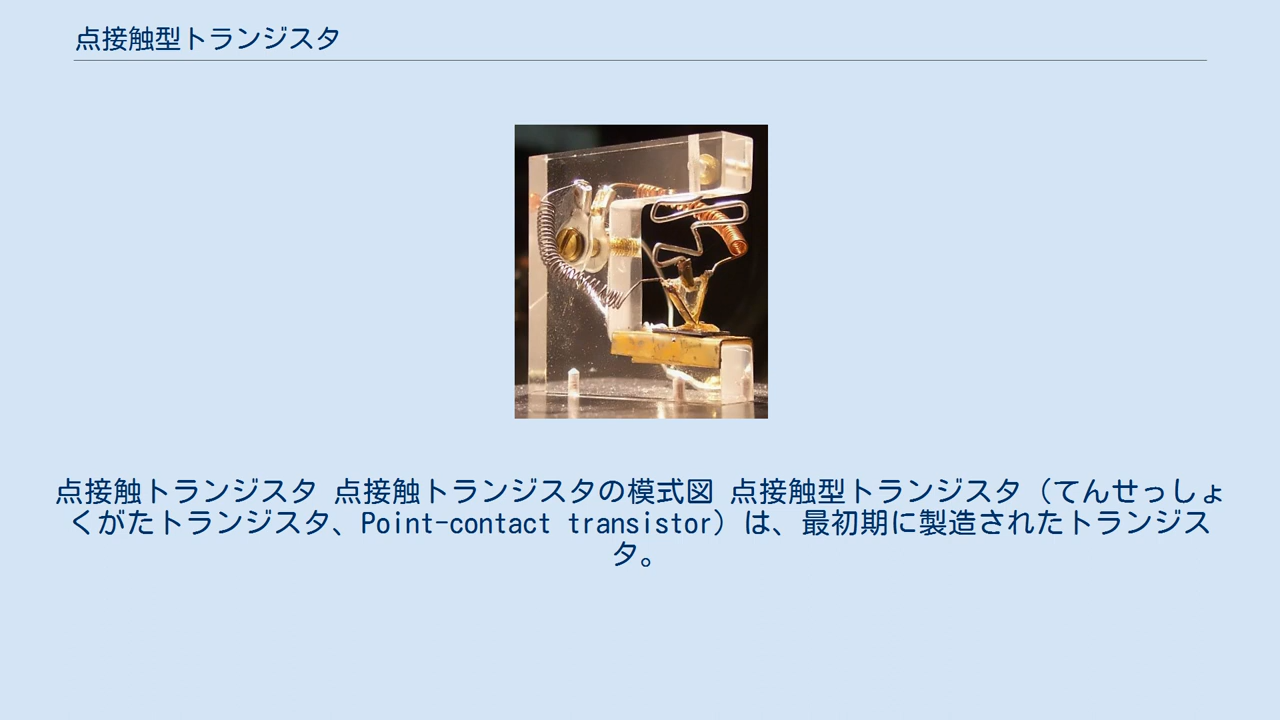 点接触型トランジスタ
点接触トランジスタ 点接触トランジスタの模式図 点接触型トランジスタ（てんせっしょ
くがたトランジスタ、Point-contact transistor）は、最初期に製造されたトランジス
タ。